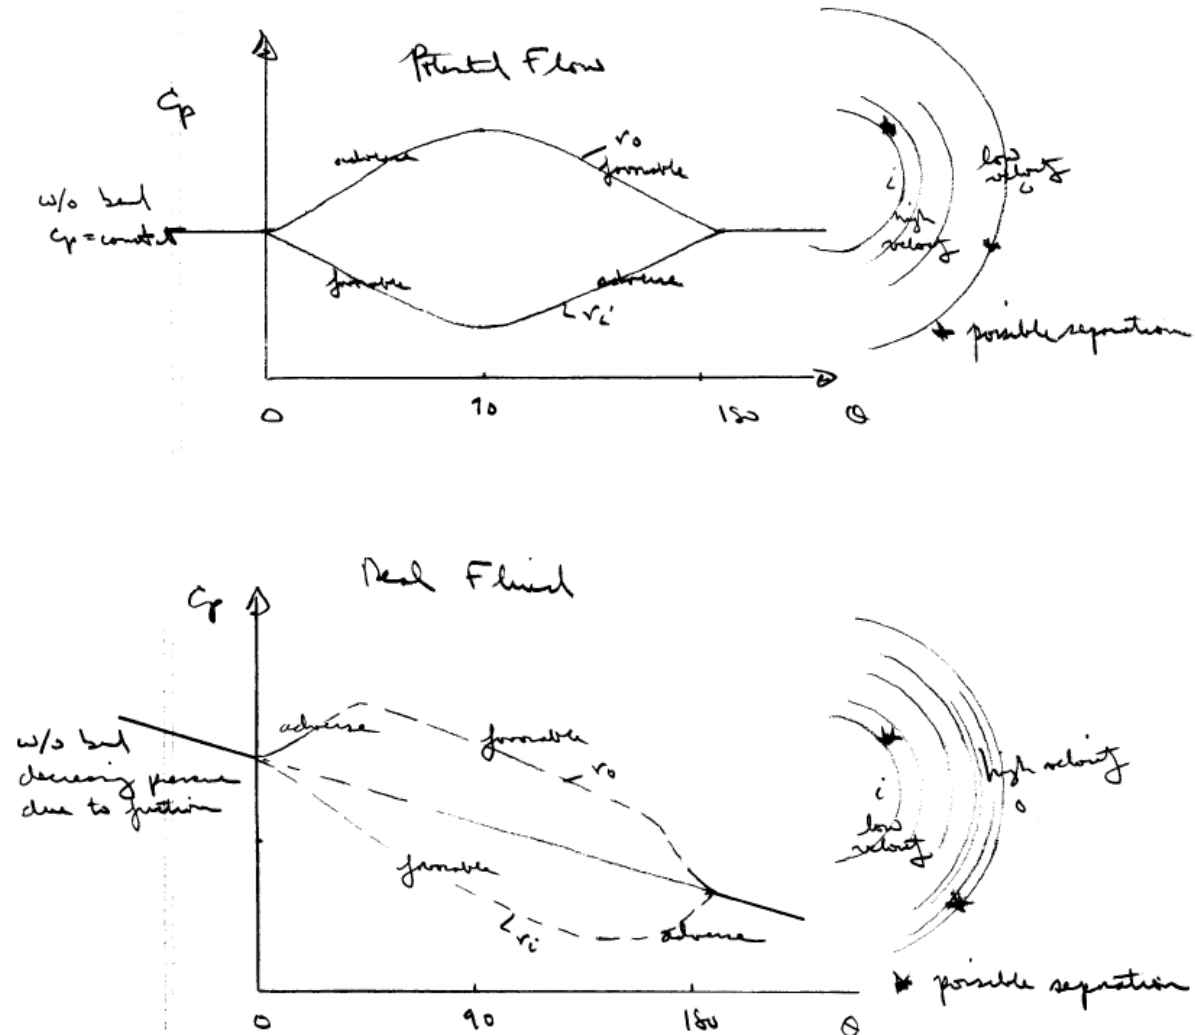 Potential Flow
Cp
adverse
ro
favorable
w/o bend
Cp = constant
favorable
adverse
ri
0 90 180 θ
i
high
velocity
low
velocity
o
possible separation
Real Fluid
Cp
adverse
favorable
ro
w/o bend
decreasing pressure
due to friction
favorable
ri
adverse
0 90 180 θ
i
low
velocity
high velocity
o
possible separation